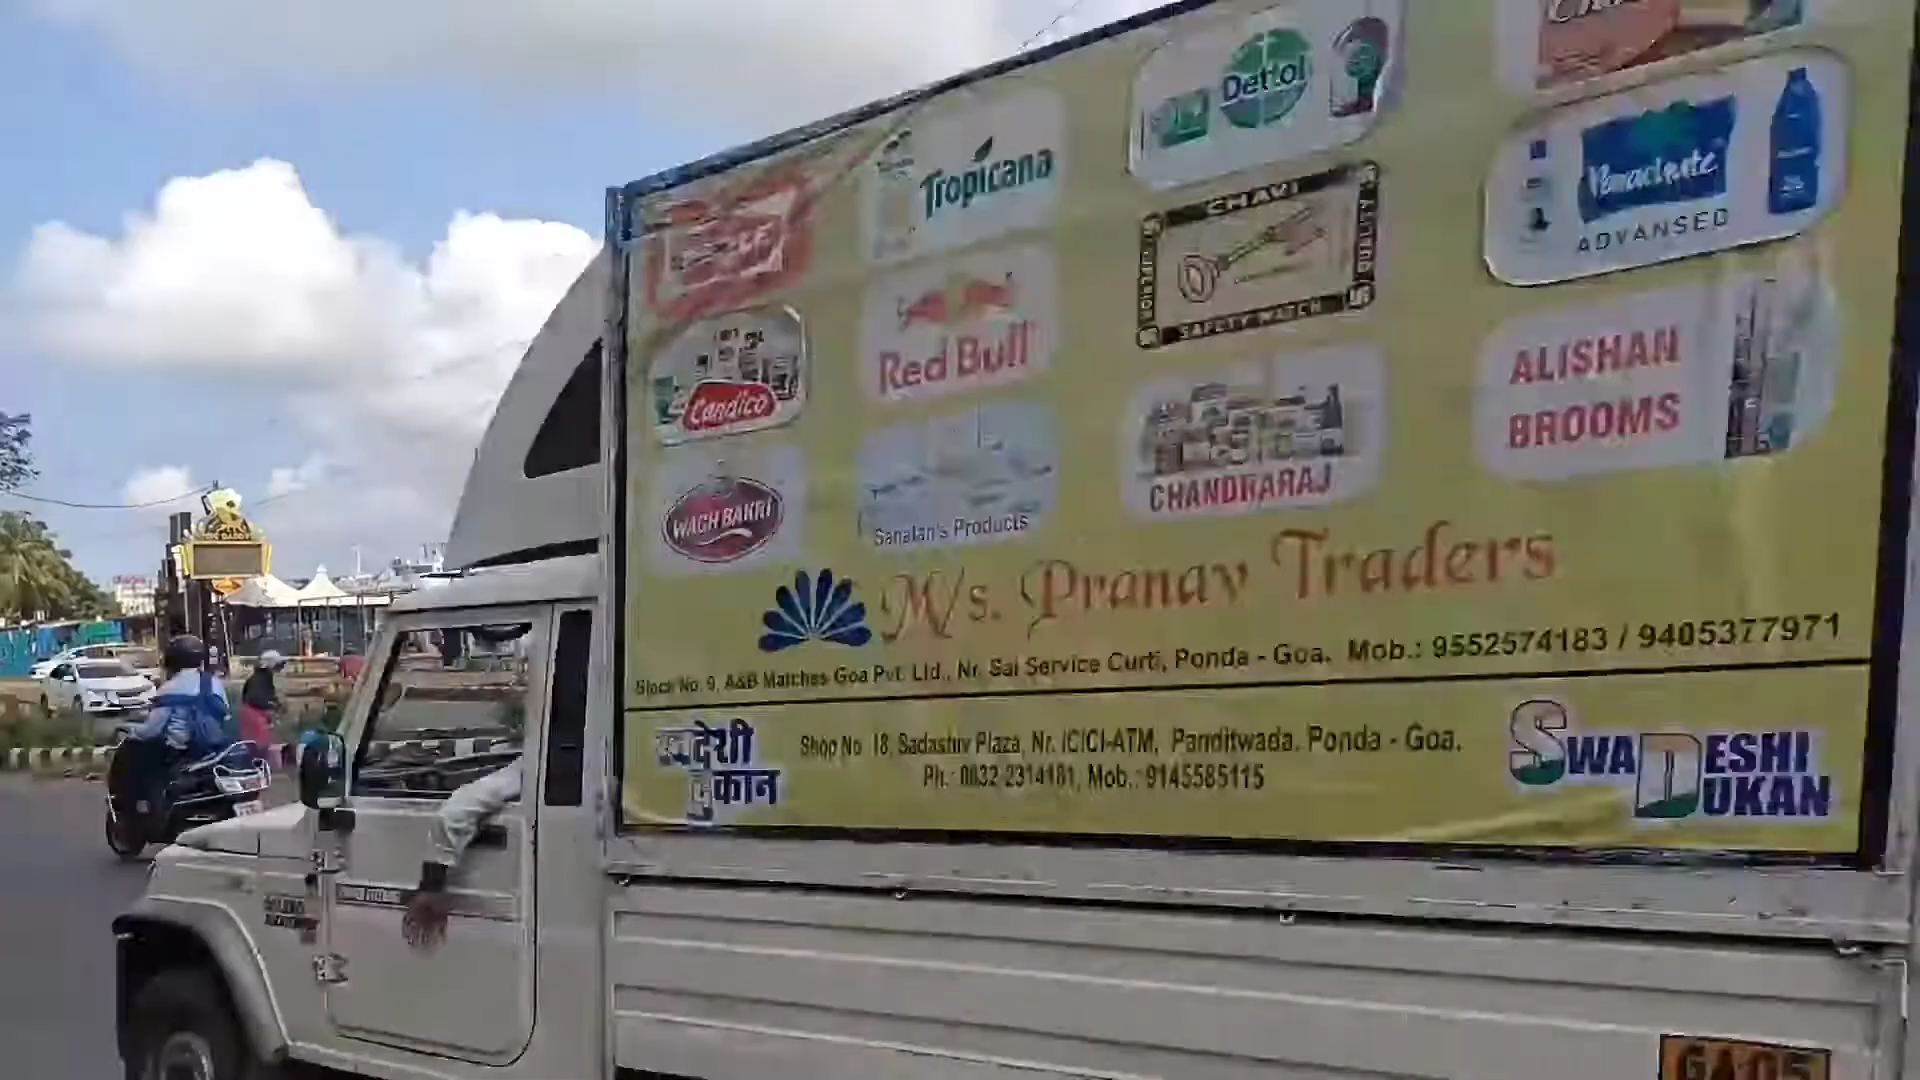 Dettol
Tropicana
Parachute
ADVANSED
CHAVI
QUALITY
SAFETY MATCH
Red Bull
Candico
ALISHAN
BROOMS
CHANDRARAJ
WAGH BAKRI
Sanatan's Products
M/s. Pranav Traders
Block No. 9, A&B Matches Goa Pvt. Ltd., Nr. Sai Service Curti, Ponda - Goa. Mob.: 9552574183 / 9405377971
स्वदेशी
दुकान
Shop No. 18, Sadashiv Plaza, Nr. ICICI-ATM, Panditwada, Ponda - Goa.
Ph.: 0832 2314181, Mob.: 9145585115
SWADESHI
DUKAN
GA05